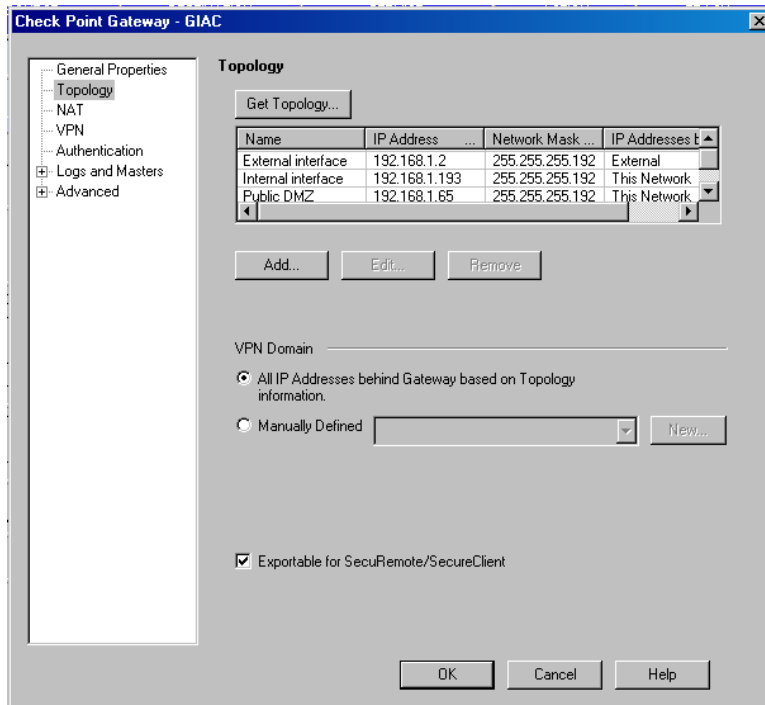 Check Point Gateway - GIAC
General Properties
Topology
NAT
VPN
Authentication
Logs and Masters
Advanced
Topology
Get Topology...
Name IP Address ... Network Mask ... IP Addresses b
External interface 192.168.1.2 255.255.255.192 External
Internal interface 192.168.1.193 255.255.255.192 This Network
Public DMZ 192.168.1.65 255.255.255.192 This Network
Add... Edit... Remove
VPN Domain
All IP Addresses behind Gateway based on Topology
information.
Manually Defined New...
Exportable for SecuRemote/SecureClient
OK Cancel Help